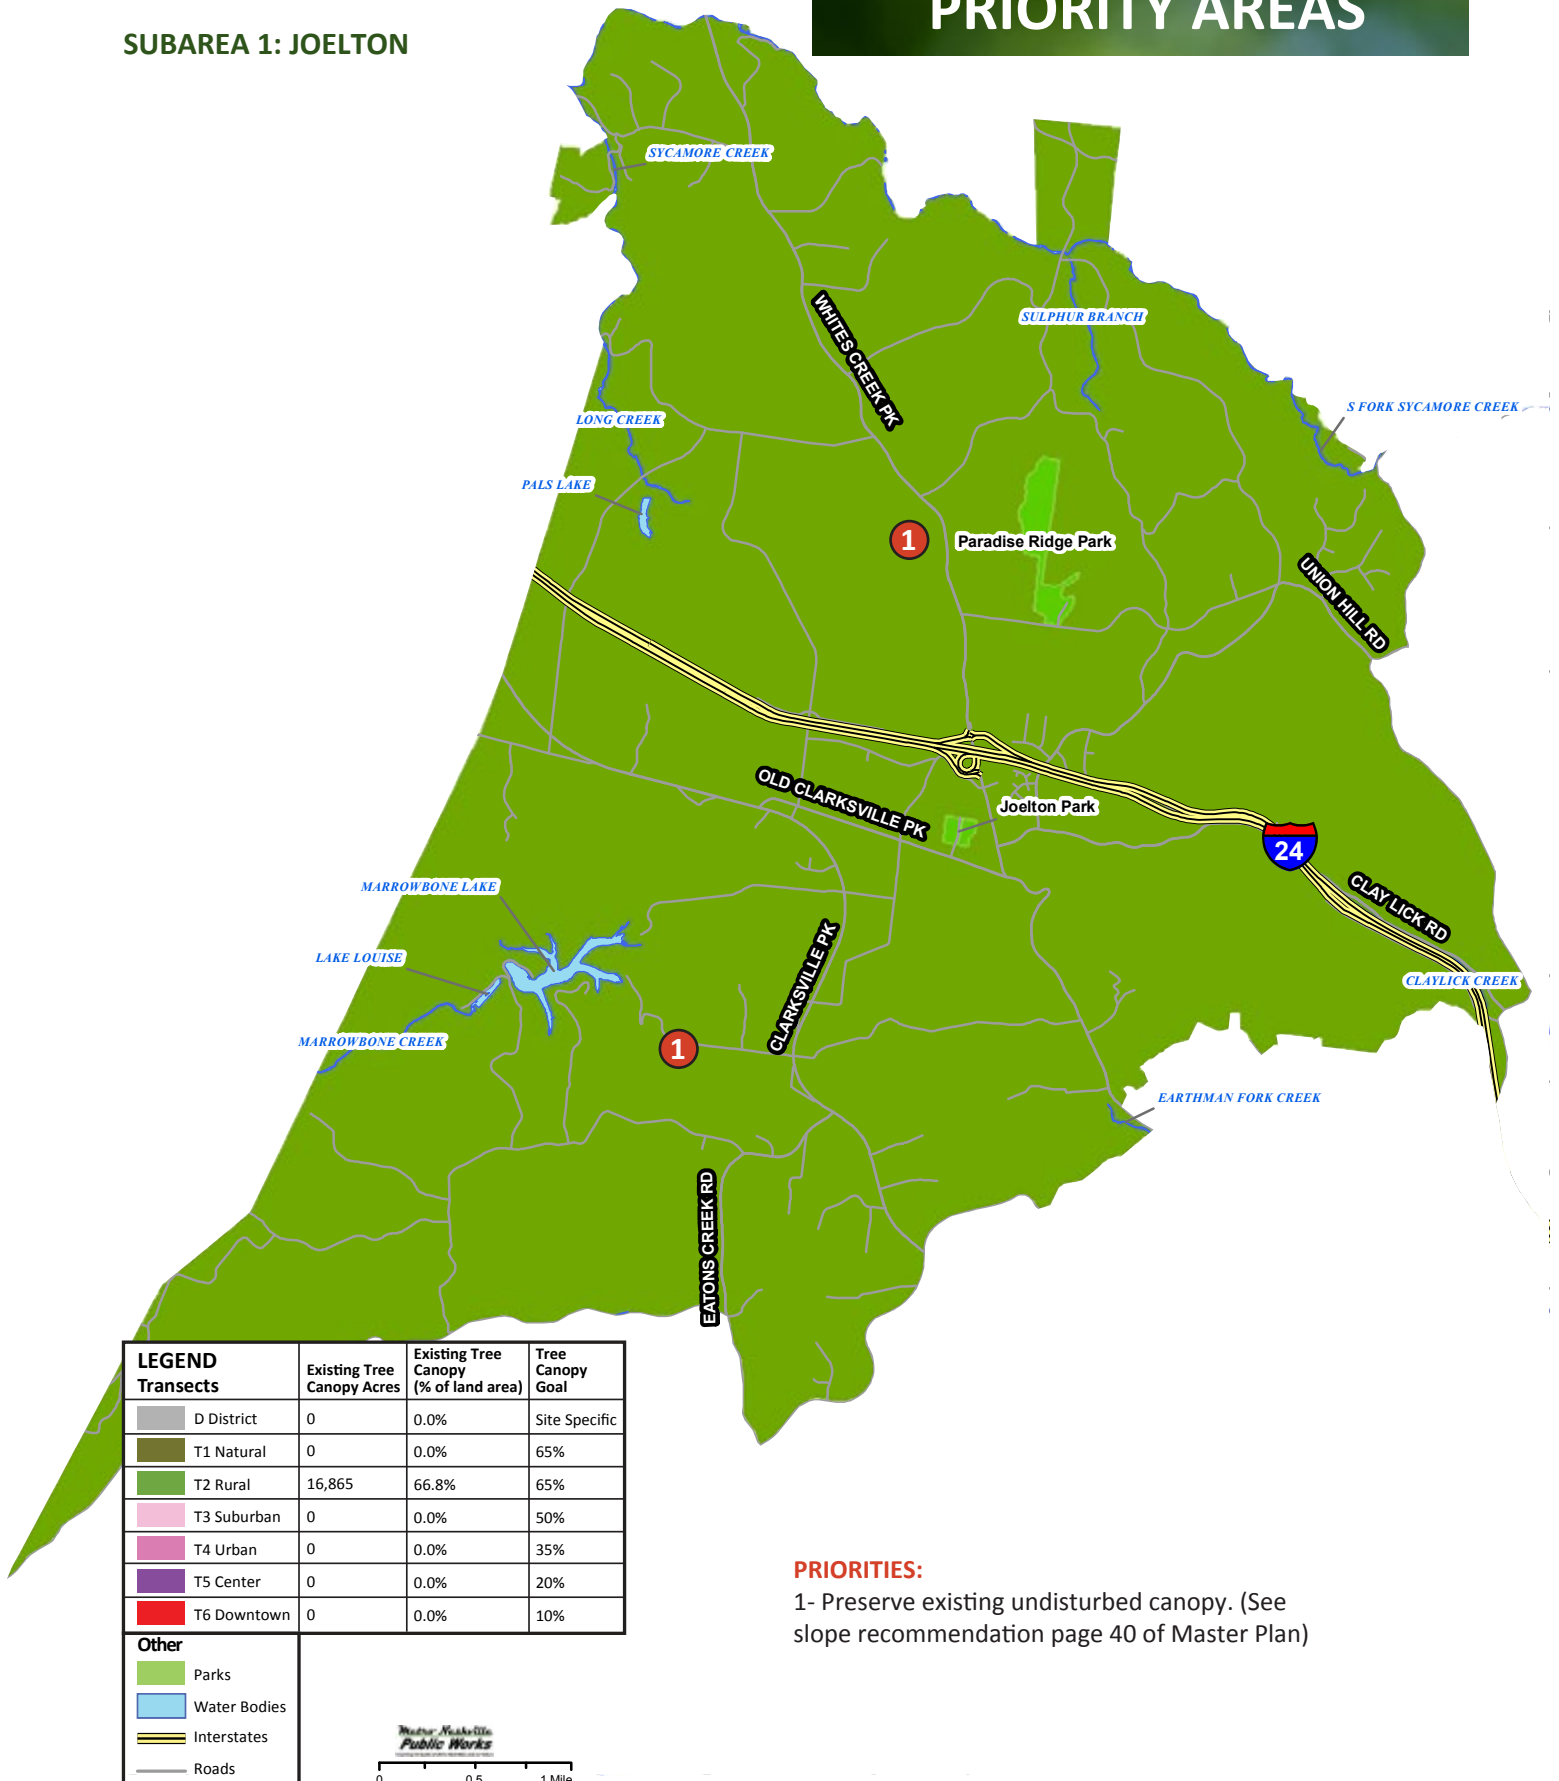 PRIORITY AREAS
SUBAREA 1: JOELTON
SYCAMORE CREEK
SULPHUR BRANCH
WHITES CREEK PK
S FORK SYCAMORE CREEK
LONG CREEK
PALS LAKE
1
Paradise Ridge Park
UNION HILL RD
OLD CLARKSVILLE PK
Joelton Park
24
CLAY LICK RD
MARROWBONE LAKE
LAKE LOUISE
CLARKSVILLE PK
CLAYLICK CREEK
MARROWBONE CREEK
1
EARTHMAN FORK CREEK
EATONS CREEK RD
LEGEND
Transects
Existing Tree Canopy Acres
Existing Tree Canopy (% of land area)
Tree Canopy Goal
D District 0 0.0% Site Specific
T1 Natural 0 0.0% 65%
T2 Rural 16,865 66.8% 65%
T3 Suburban 0 0.0% 50%
T4 Urban 0 0.0% 35%
T5 Center 0 0.0% 20%
T6 Downtown 0 0.0% 10%
Other
Parks
Water Bodies
Interstates
Roads
PRIORITIES:
1- Preserve existing undisturbed canopy. (See
slope recommendation page 40 of Master Plan)
Metro Nashville
Public Works
0 0.5 1 Mile